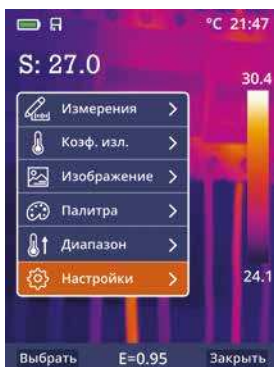 °C 21:47
S: 27.0
30.4
Измерения
Коэф. изл.
Изображение
Палитра
Диапазон
Настройки
24.1
Выбрать E=0.95 Закрыть